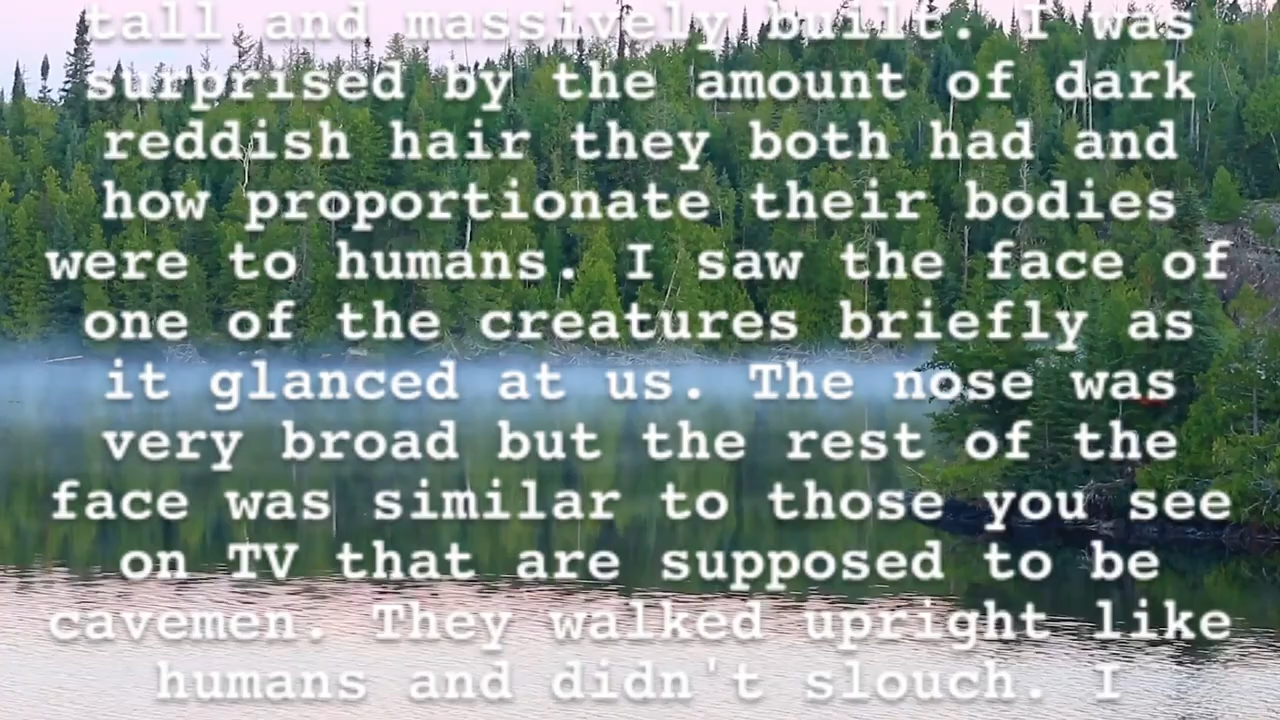 tall and massively built. I was
surprised by the amount of dark
reddish hair they both had and
how proportionate their bodies
were to humans. I saw the face of
one of the creatures briefly as
it glanced at us. The nose was
very broad but the rest of the
face was similar to those you see
on TV that are supposed to be
cavemen. They walked upright like
humans and didn't slouch. I